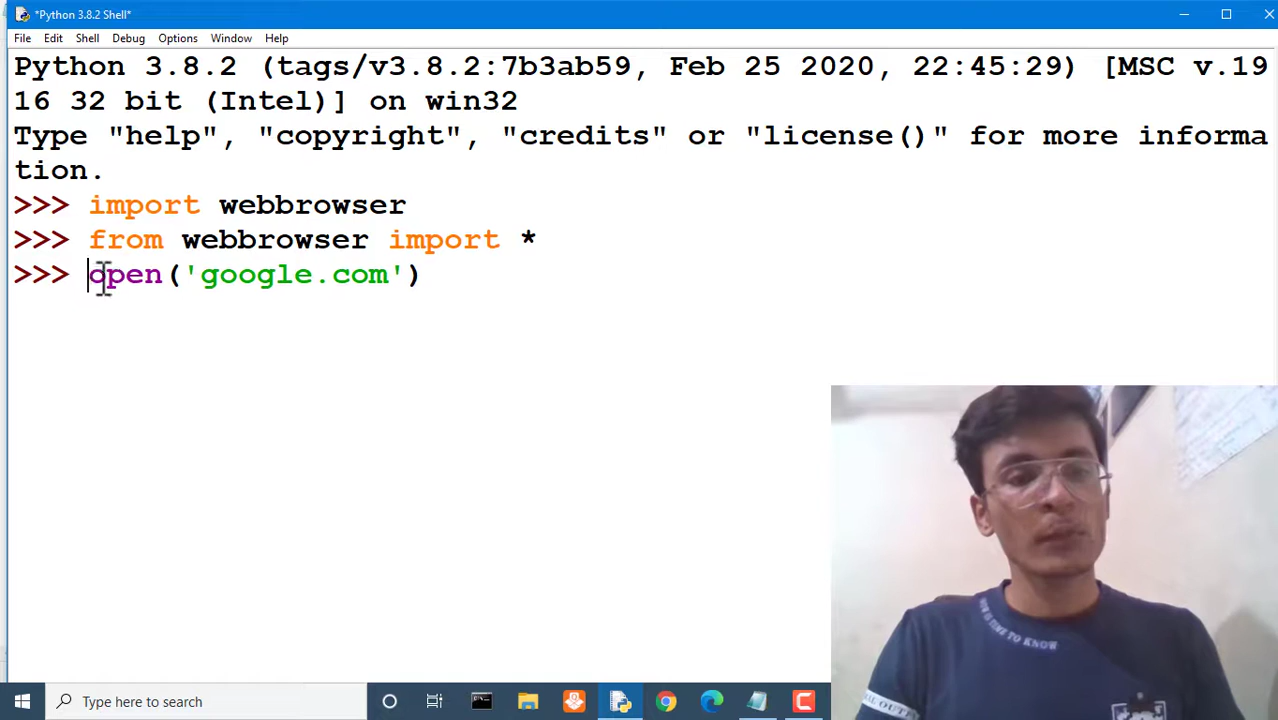 *Python 3.8.2 Shell*
File Edit Shell Debug Options Window Help
Python 3.8.2 (tags/v3.8.2:7b3ab59, Feb 25 2020, 22:45:29) [MSC v.19
16 32 bit (Intel)] on win32
Type "help", "copyright", "credits" or "license()" for more informa
tion.
>>> import webbrowser
>>> from webbrowser import *
>>> open('google.com')
TIME TO KNOW
Type here to search